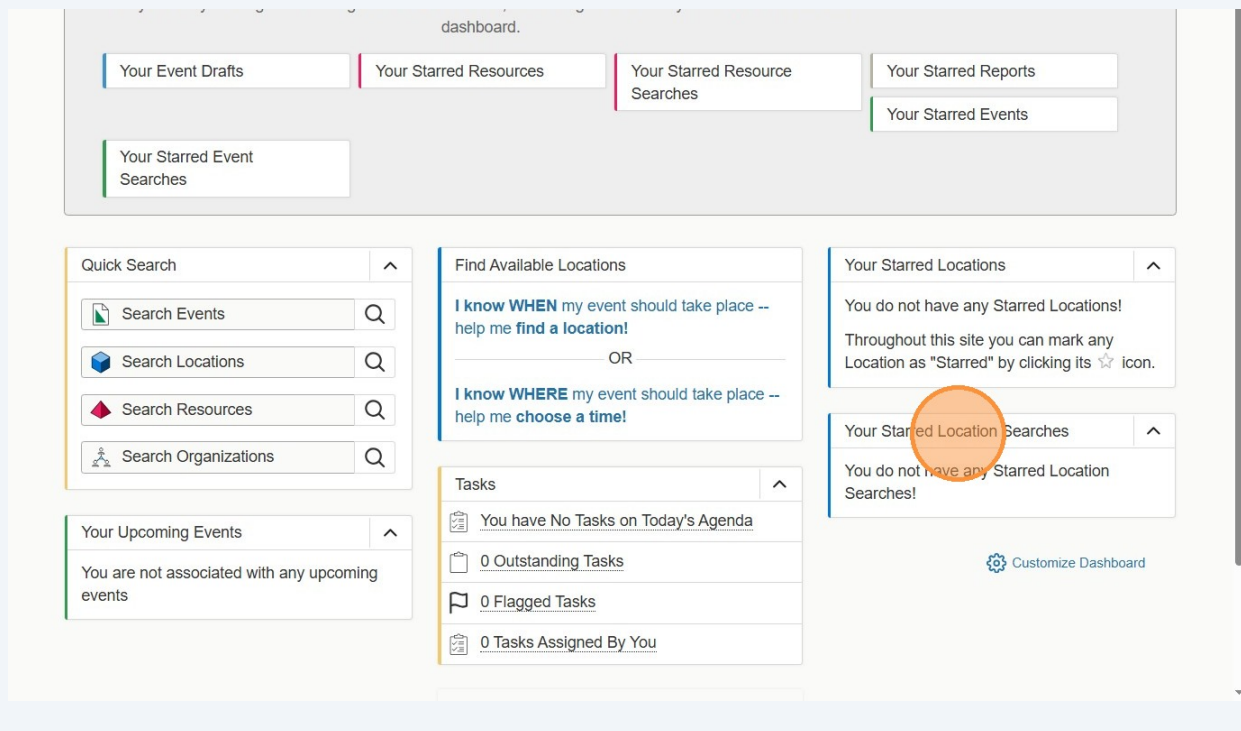 dashboard.
Your Event Drafts
Your Starred Resources
Your Starred Resource
Searches
Your Starred Reports
Your Starred Events
Your Starred Event
Searches
Quick Search
Search Events
Search Locations
Search Resources
Search Organizations
Your Upcoming Events
You are not associated with any upcoming
events
Find Available Locations
I know WHEN my event should take place --
help me find a location!
OR
I know WHERE my event should take place --
help me choose a time!
Tasks
You have No Tasks on Today's Agenda
0 Outstanding Tasks
0 Flagged Tasks
0 Tasks Assigned By You
Your Starred Locations
You do not have any Starred Locations!
Throughout this site you can mark any
Location as "Starred" by clicking its icon.
Your Starred Location Searches
You do not have any Starred Location
Searches!
Customize Dashboard